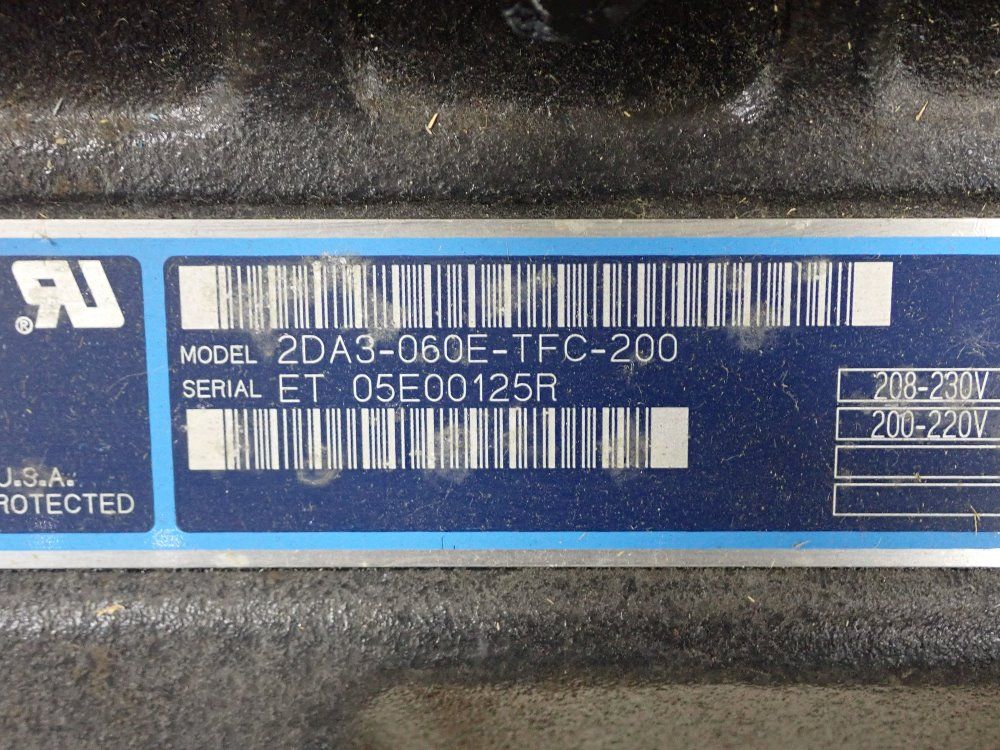 ®
MODEL 2DA3-060E-TFC-200
SERIAL ET 05E00125R
208-230V
200-220V
U.S.A.
ROTECTED